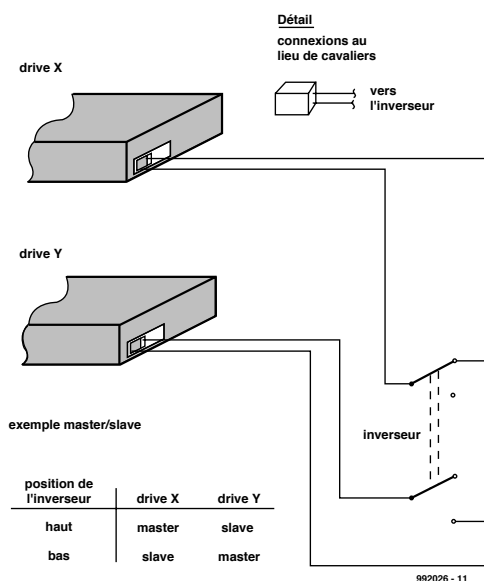 Détail
connexions au
lieu de cavaliers
drive X
vers
l'inverseur
drive Y
exemple master/slave
inverseur
position de
l'inverseur drive X drive Y
haut master slave
bas slave master
992026 - 11